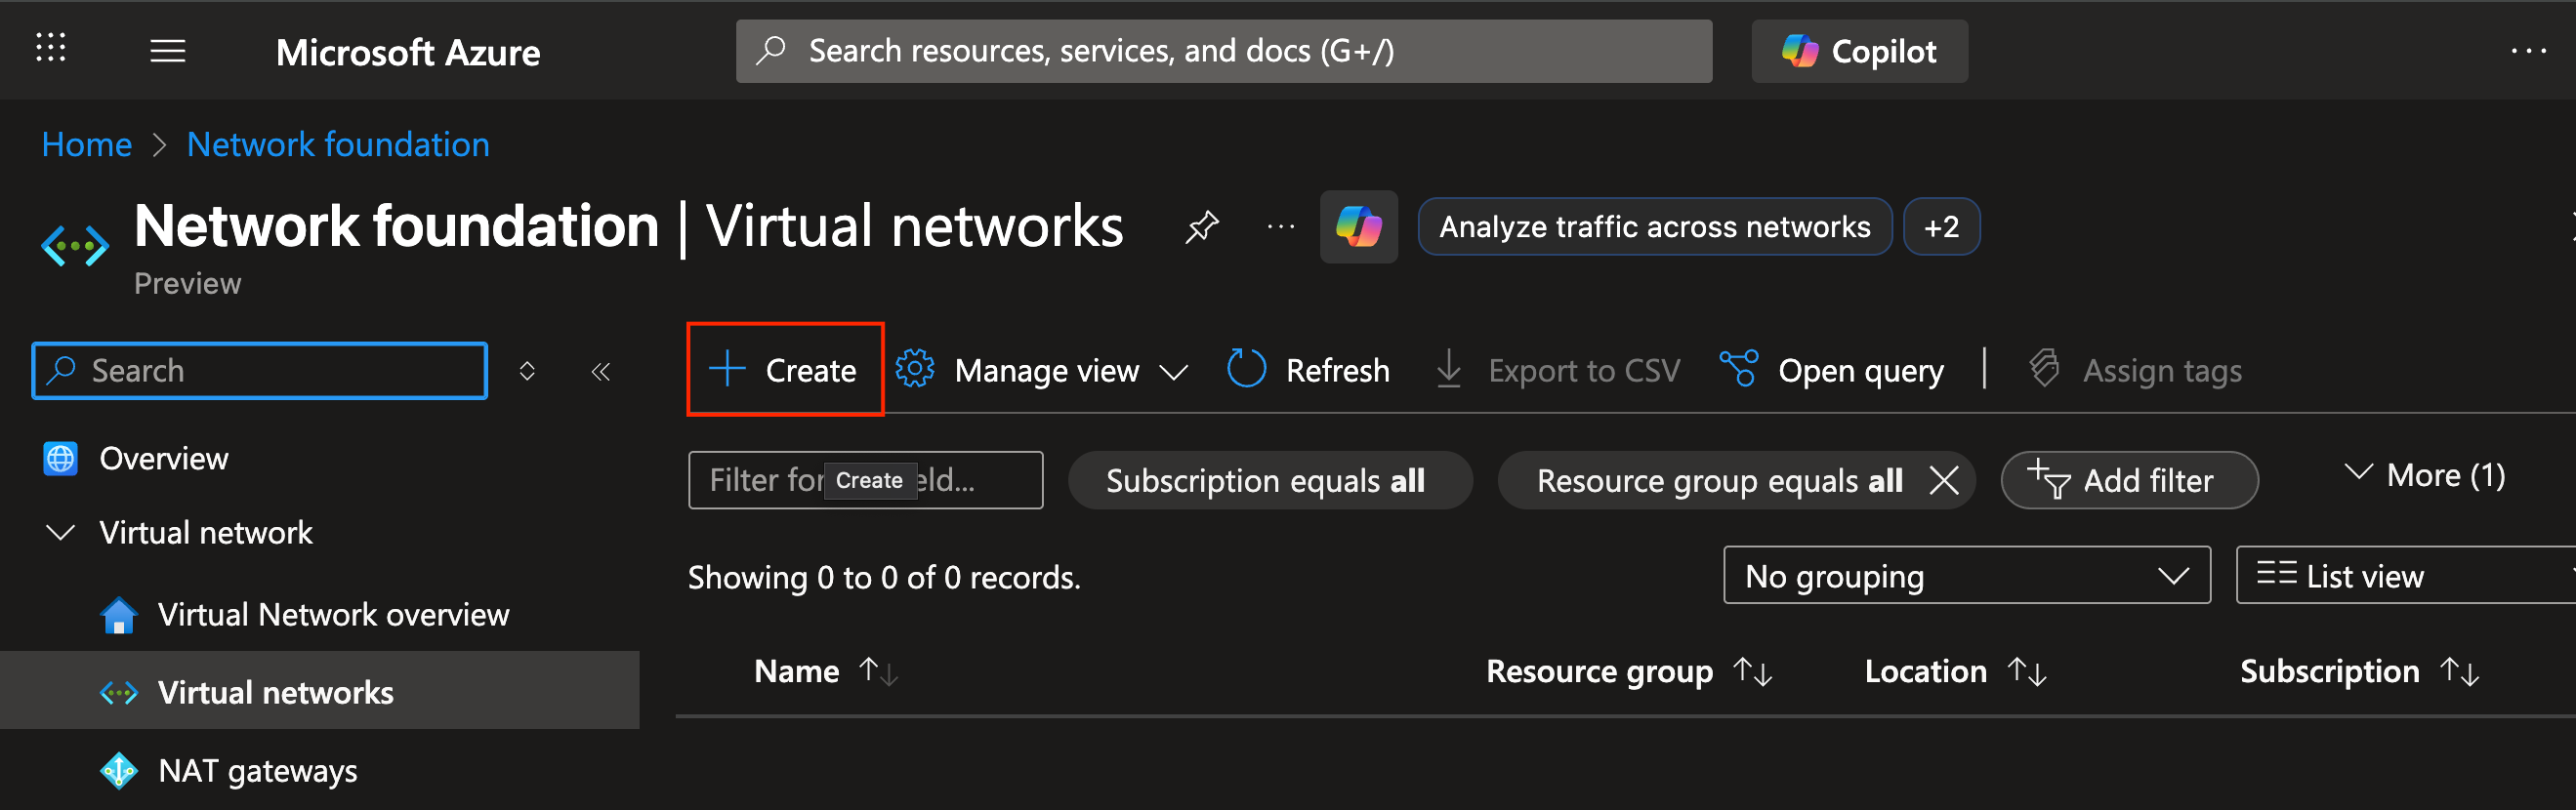 Microsoft Azure
Search resources, services, and docs (G+/)
Copilot
Home > Network foundation
Network foundation | Virtual networks
Preview
Analyze traffic across networks
+2
Search
Create
Manage view
Refresh
Export to CSV
Open query
Assign tags
Overview
Virtual network
Virtual Network overview
Virtual networks
NAT gateways
Filter for eld...
Create
Subscription equals all
Resource group equals all
Add filter
More (1)
Showing 0 to 0 of 0 records.
No grouping
List view
Name
Resource group
Location
Subscription